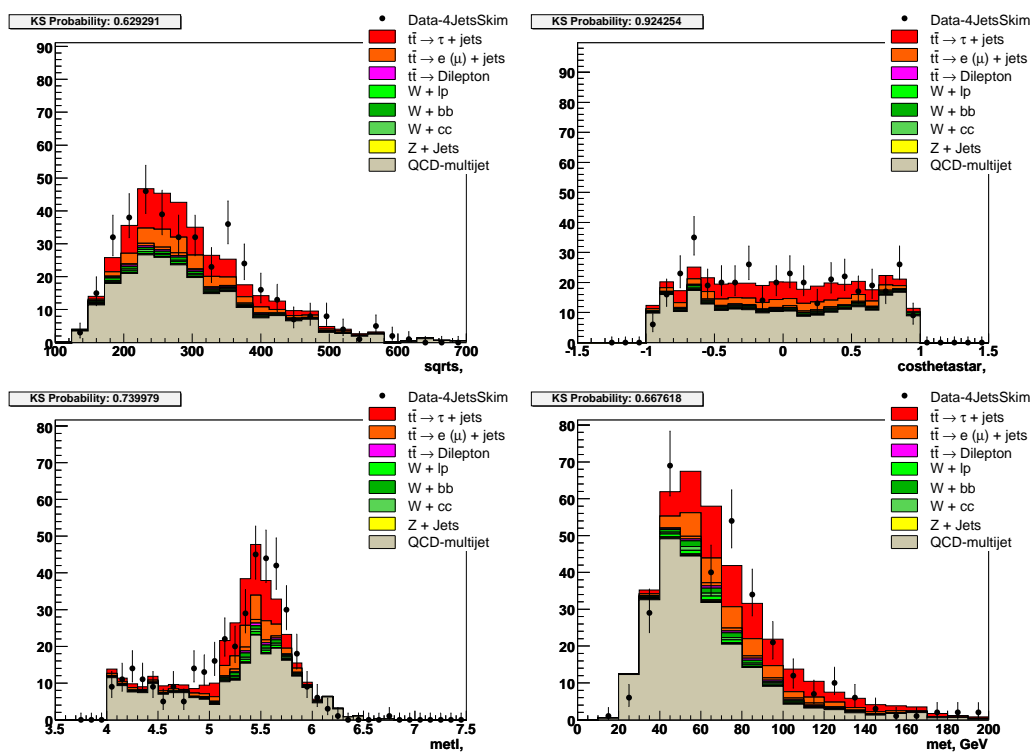 KS Probability: 0.629291
Data-4JetsSkim
tt̄ → τ + jets
tt̄ → e (μ) + jets
tt̄ → Dilepton
W + lp
W + bb
W + cc
Z + Jets
QCD-multijet
90
80
70
60
50
40
30
20
10
0
100 200 300 400 500 600 700
sqrts,
KS Probability: 0.924254
Data-4JetsSkim
tt̄ → τ + jets
tt̄ → e (μ) + jets
tt̄ → Dilepton
W + lp
W + bb
W + cc
Z + Jets
QCD-multijet
90
80
70
60
50
40
30
20
10
0
-1.5 -1 -0.5 0 0.5 1 1.5
costhetastar,
KS Probability: 0.739979
Data-4JetsSkim
tt̄ → τ + jets
tt̄ → e (μ) + jets
tt̄ → Dilepton
W + lp
W + bb
W + cc
Z + Jets
QCD-multijet
80
70
60
50
40
30
20
10
0
3.5 4 4.5 5 5.5 6 6.5 7 7.5
metl,
KS Probability: 0.667618
Data-4JetsSkim
tt̄ → τ + jets
tt̄ → e (μ) + jets
tt̄ → Dilepton
W + lp
W + bb
W + cc
Z + Jets
QCD-multijet
80
70
60
50
40
30
20
10
0
0 20 40 60 80 100 120 140 160 180 200
met, GeV